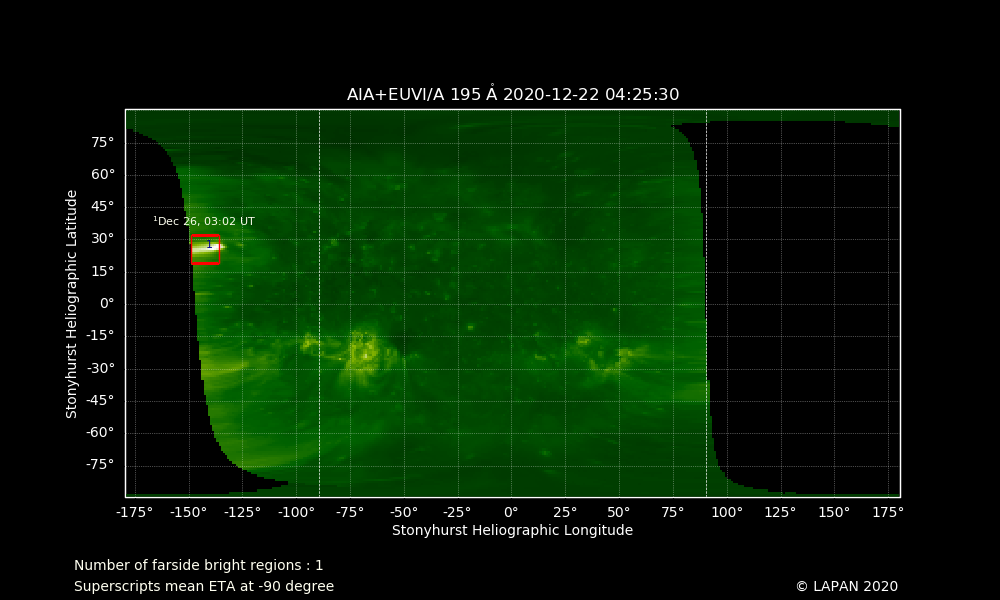 AIA+EUVI/A 195 Å 2020-12-22 04:25:30
75°
60°
45°
30°
15°
0°
-15°
-30°
-45°
-60°
-75°
Stonyhurst Heliographic Latitude
¹Dec 26, 03:02 UT
1
-175° -150° -125° -100° -75° -50° -25° 0° 25° 50° 75° 100° 125° 150° 175°
Stonyhurst Heliographic Longitude
Number of farside bright regions : 1
Superscripts mean ETA at -90 degree
© LAPAN 2020